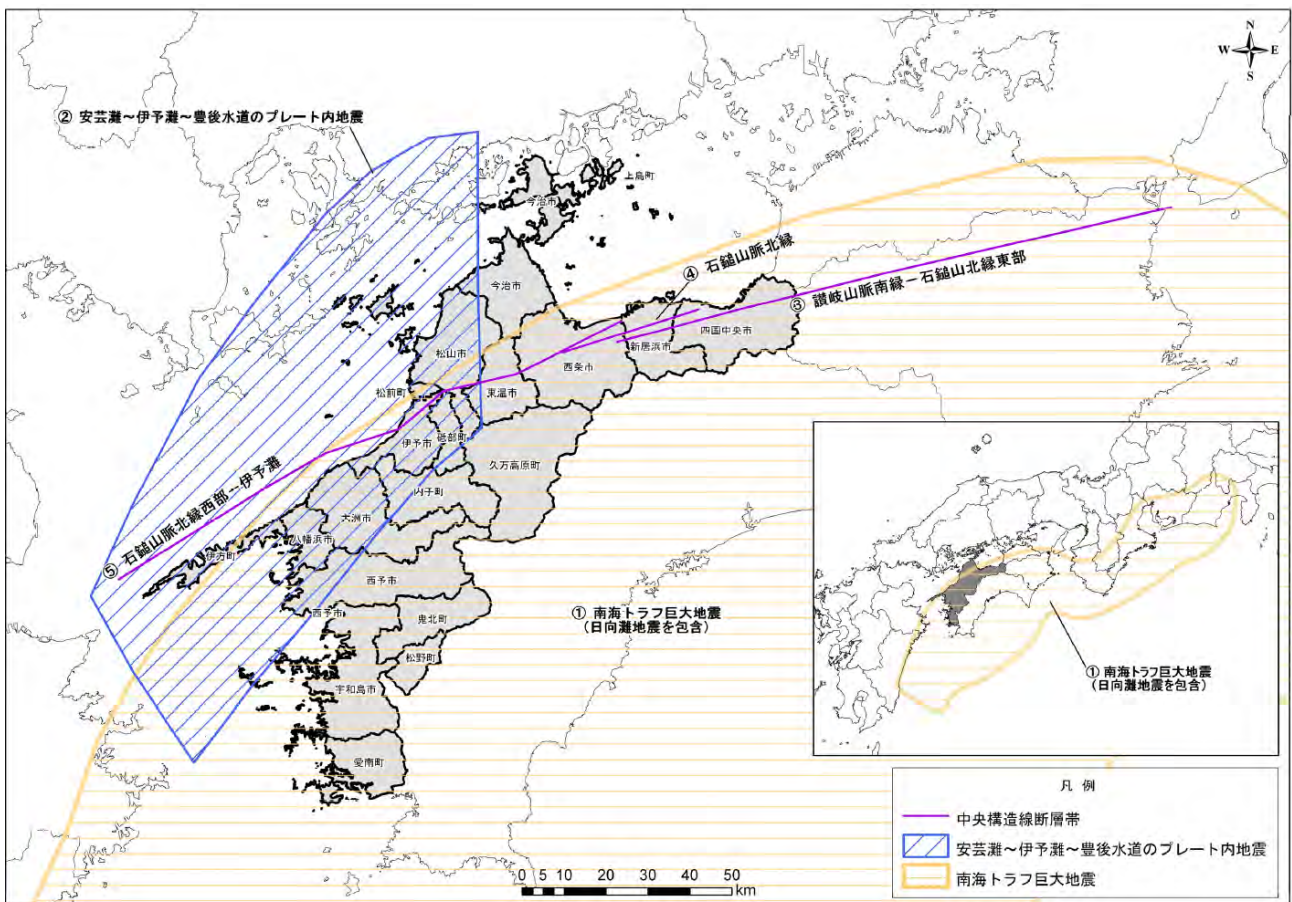 N
W E
S
② 安芸灘~伊予灘~豊後水道のプレート内地震
上島町
今治市
④ 石鎚山脈北縁
今治市
③ 讃岐山脈南縁－石鎚山北縁東部
四国中央市
新居浜市
松山市
西条市
松前町
東温市
伊予市
砥部町
久万高原町
⑤ 石鎚山脈北縁西部－伊予灘
内子町
大洲市
八幡浜市
伊方町
西予市
① 南海トラフ巨大地震
(日向灘地震を包含)
西予市
鬼北町
松野町
宇和島市
愛南町
① 南海トラフ巨大地震
(日向灘地震を包含)
凡 例
中央構造線断層帯
安芸灘~伊予灘~豊後水道のプレート内地震
南海トラフ巨大地震
0 5 10 20 30 40 50
km